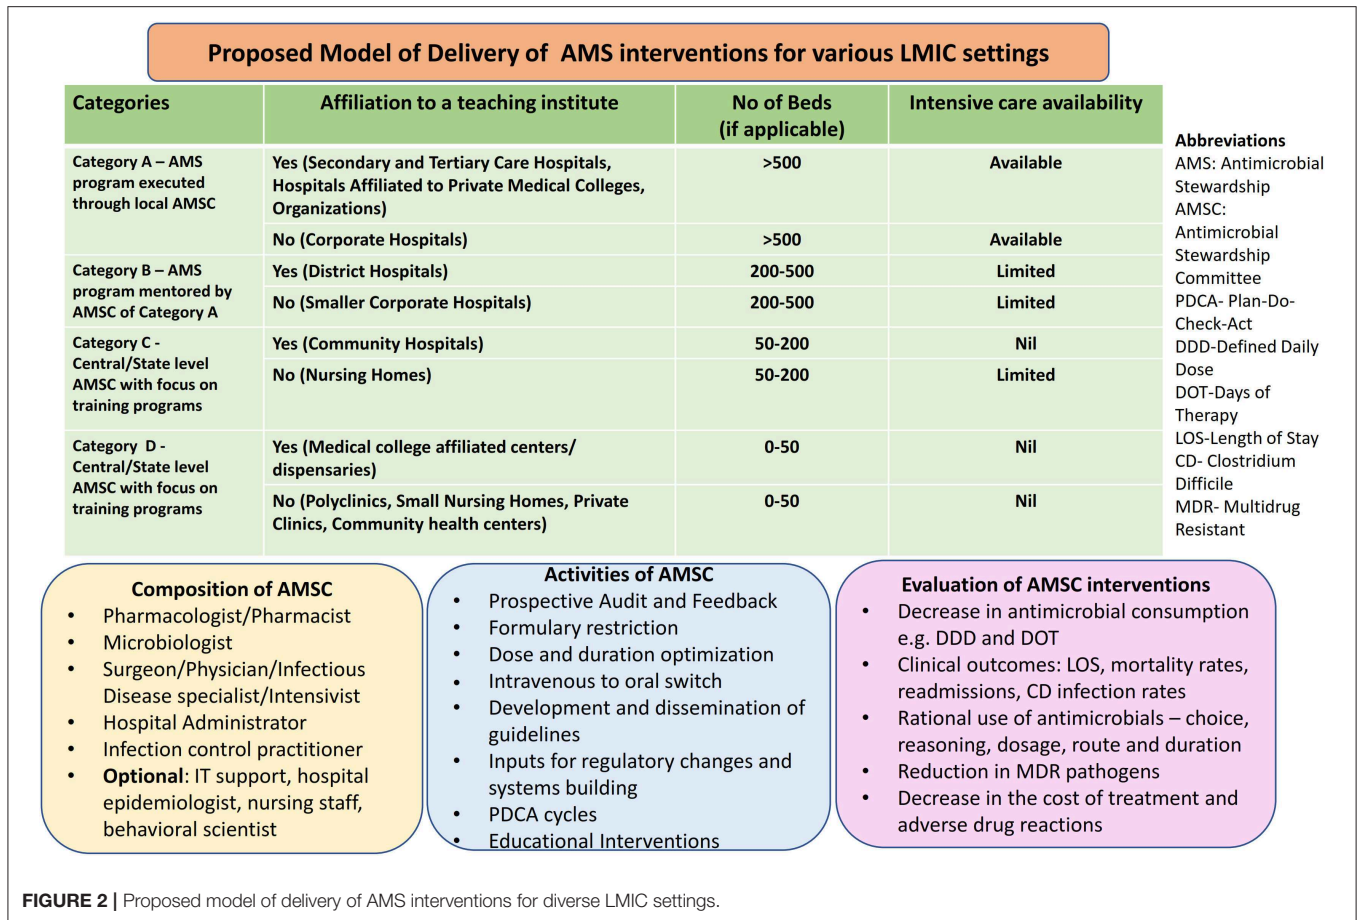 Proposed Model of Delivery of AMS interventions for various LMIC settings
Categories
Affiliation to a teaching institute
No of Beds
(if applicable)
Intensive care availability
Category A – AMS
program executed
through local AMSC
Yes (Secondary and Tertiary Care Hospitals,
Hospitals Affiliated to Private Medical Colleges,
Organizations)
>500
Available
No (Corporate Hospitals)
>500
Available
Category B – AMS
program mentored by
AMSC of Category A
Yes (District Hospitals)
200-500
Limited
No (Smaller Corporate Hospitals)
200-500
Limited
Category C -
Central/State level
AMSC with focus on
training programs
Yes (Community Hospitals)
50-200
Nil
No (Nursing Homes)
50-200
Limited
Category D -
Central/State level
AMSC with focus on
training programs
Yes (Medical college affiliated centers/
dispensaries)
0-50
Nil
No (Polyclinics, Small Nursing Homes, Private
Clinics, Community health centers)
0-50
Nil
Abbreviations
AMS: Antimicrobial
Stewardship
AMSC:
Antimicrobial
Stewardship
Committee
PDCA- Plan-Do-
Check-Act
DDD-Defined Daily
Dose
DOT-Days of
Therapy
LOS-Length of Stay
CD- Clostridium
Difficile
MDR- Multidrug
Resistant
Composition of AMSC
• Pharmacologist/Pharmacist
• Microbiologist
• Surgeon/Physician/Infectious
Disease specialist/Intensivist
• Hospital Administrator
• Infection control practitioner
• Optional: IT support, hospital
epidemiologist, nursing staff,
behavioral scientist
Activities of AMSC
• Prospective Audit and Feedback
• Formulary restriction
• Dose and duration optimization
• Intravenous to oral switch
• Development and dissemination of
guidelines
• Inputs for regulatory changes and
systems building
• PDCA cycles
• Educational Interventions
Evaluation of AMSC interventions
• Decrease in antimicrobial consumption
e.g. DDD and DOT
• Clinical outcomes: LOS, mortality rates,
readmissions, CD infection rates
• Rational use of antimicrobials – choice,
reasoning, dosage, route and duration
• Reduction in MDR pathogens
• Decrease in the cost of treatment and
adverse drug reactions
FIGURE 2 | Proposed model of delivery of AMS interventions for diverse LMIC settings.